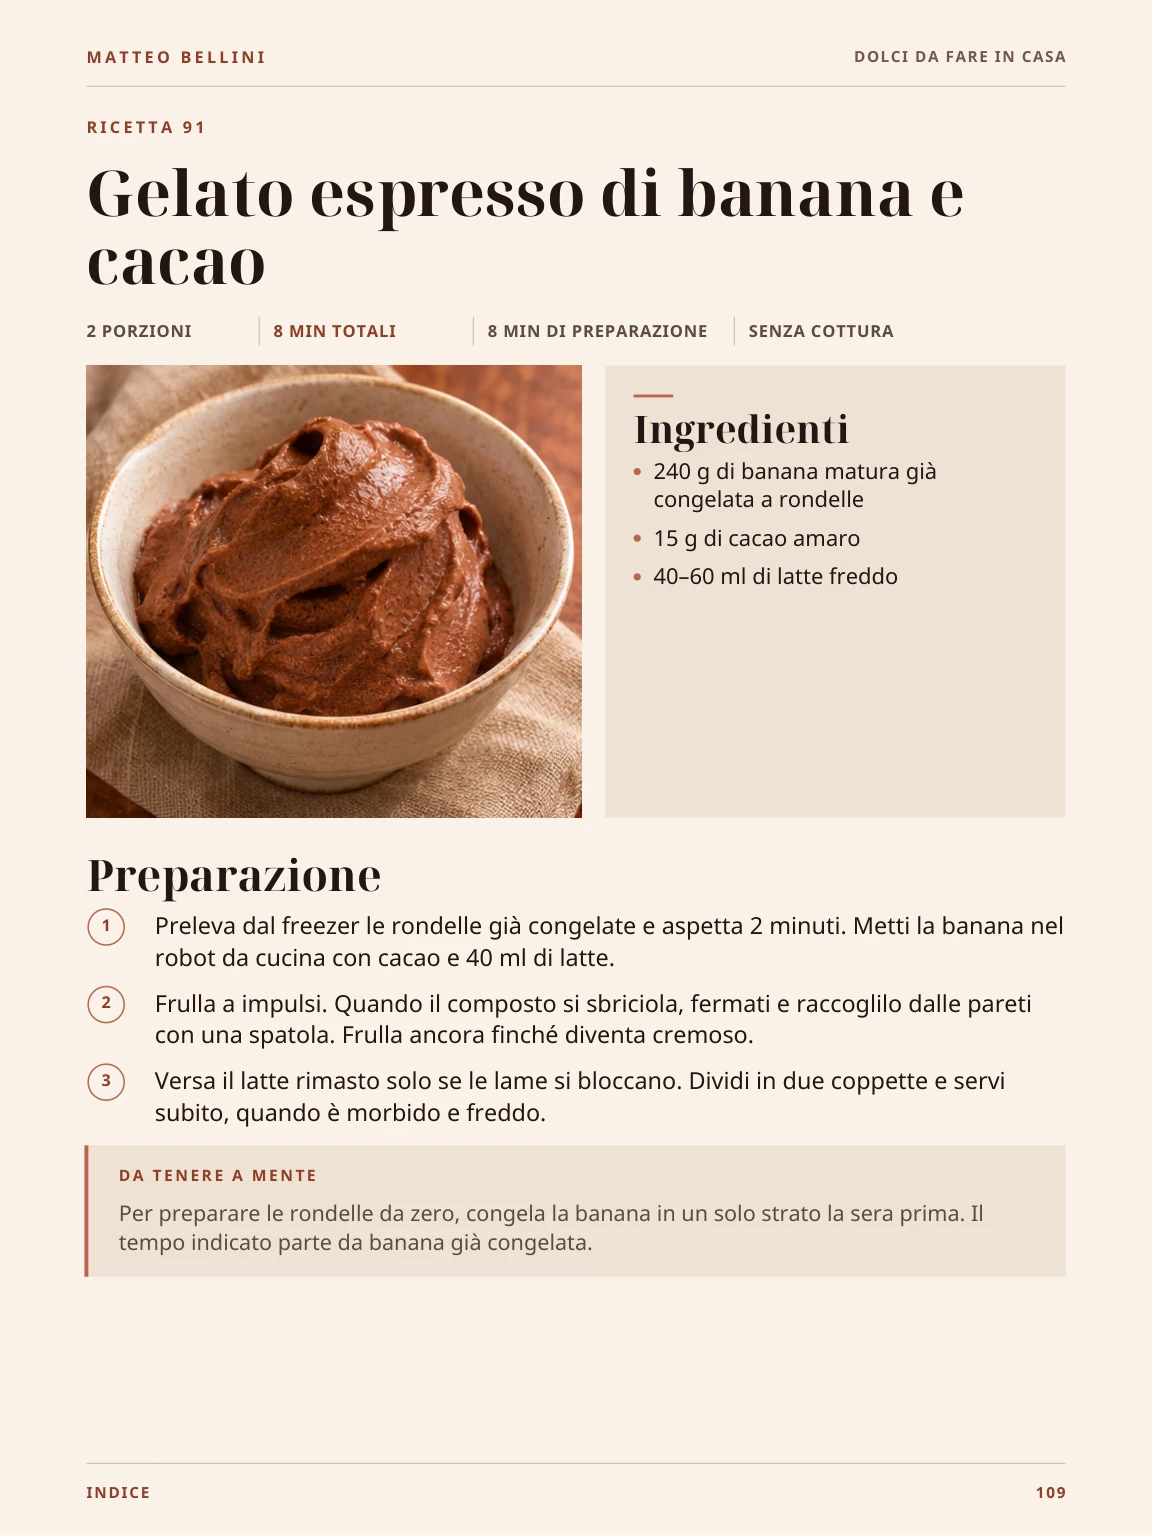 MATTEO BELLINI
DOLCI DA FARE IN CASA
RICETTA 91
Gelato espresso di banana e
cacao
2 PORZIONI
8 MIN TOTALI
8 MIN DI PREPARAZIONE
SENZA COTTURA
Ingredienti
• 240 g di banana matura già
congelata a rondelle
• 15 g di cacao amaro
• 40–60 ml di latte freddo
Preparazione
1 Preleva dal freezer le rondelle già congelate e aspetta 2 minuti. Metti la banana nel
robot da cucina con cacao e 40 ml di latte.
2 Frulla a impulsi. Quando il composto si sbriciola, fermati e raccoglilo dalle pareti
con una spatola. Frulla ancora finché diventa cremoso.
3 Versa il latte rimasto solo se le lame si bloccano. Dividi in due coppette e servi
subito, quando è morbido e freddo.
DA TENERE A MENTE
Per preparare le rondelle da zero, congela la banana in un solo strato la sera prima. Il
tempo indicato parte da banana già congelata.
INDICE
109